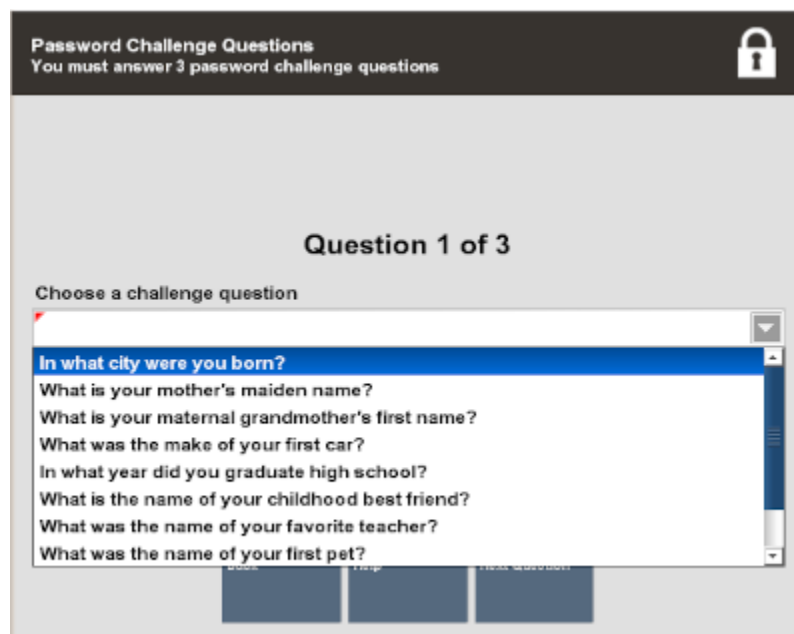 Password Challenge Questions
You must answer 3 password challenge questions
Question 1 of 3
Choose a challenge question
In what city were you born?
What is your mother's maiden name?
What is your maternal grandmother's first name?
What was the make of your first car?
In what year did you graduate high school?
What is the name of your childhood best friend?
What was the name of your favorite teacher?
What was the name of your first pet?
Help Next Question